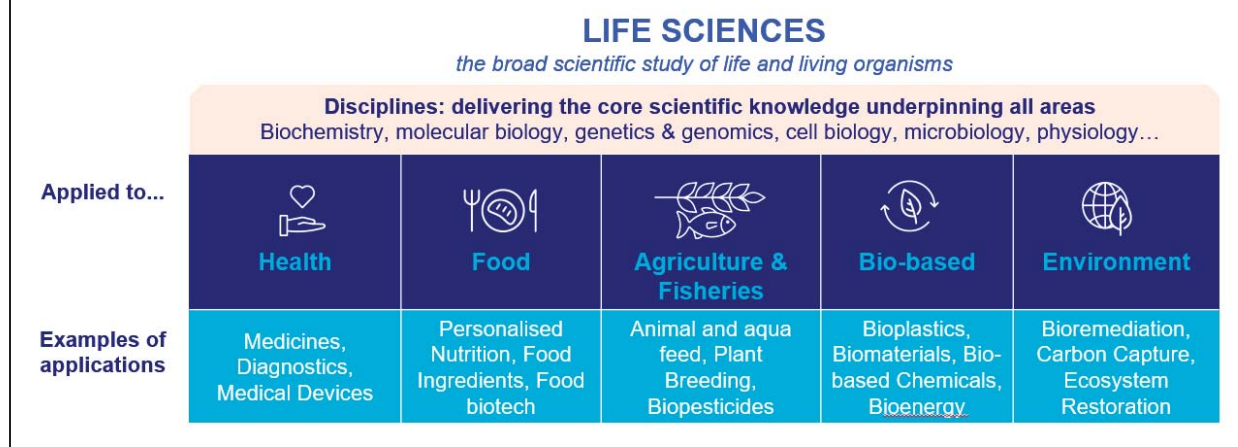 LIFE SCIENCES
the broad scientific study of life and living organisms
Disciplines: delivering the core scientific knowledge underpinning all areas
Biochemistry, molecular biology, genetics & genomics, cell biology, microbiology, physiology…
Applied to...
Health
Food
Agriculture &
Fisheries
Bio-based
Environment
Examples of
applications
Medicines,
Diagnostics,
Medical Devices
Personalised
Nutrition, Food
Ingredients, Food
biotech
Animal and aqua
feed, Plant
Breeding,
Biopesticides
Bioplastics,
Biomaterials, Bio-
based Chemicals,
Bioenergy
Bioremediation,
Carbon Capture,
Ecosystem
Restoration